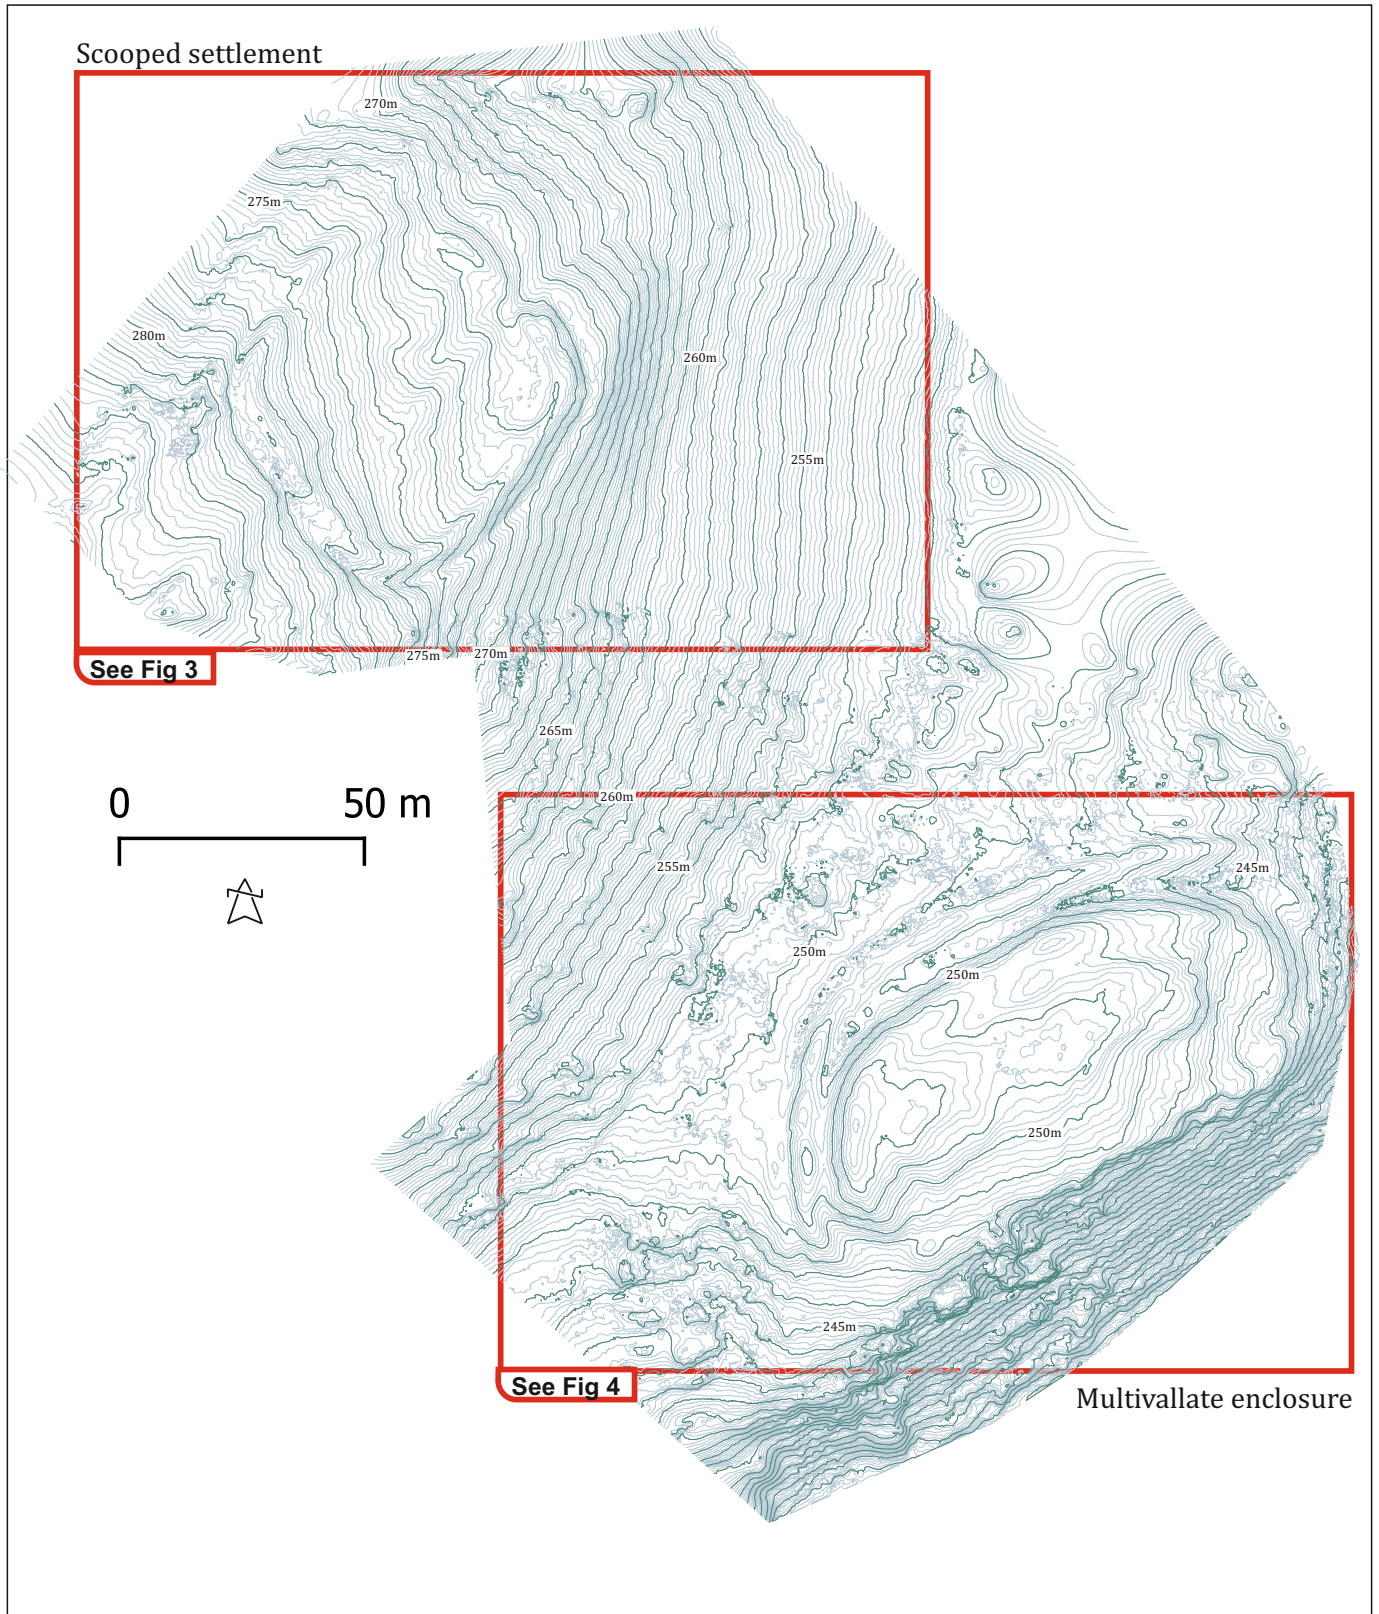 Scooped settlement
270m
275m
280m
260m
255m
275m
270m
See Fig 3
265m
0 50 m
260m
255m
245m
250m
250m
250m
245m
See Fig 4
Multivallate enclosure